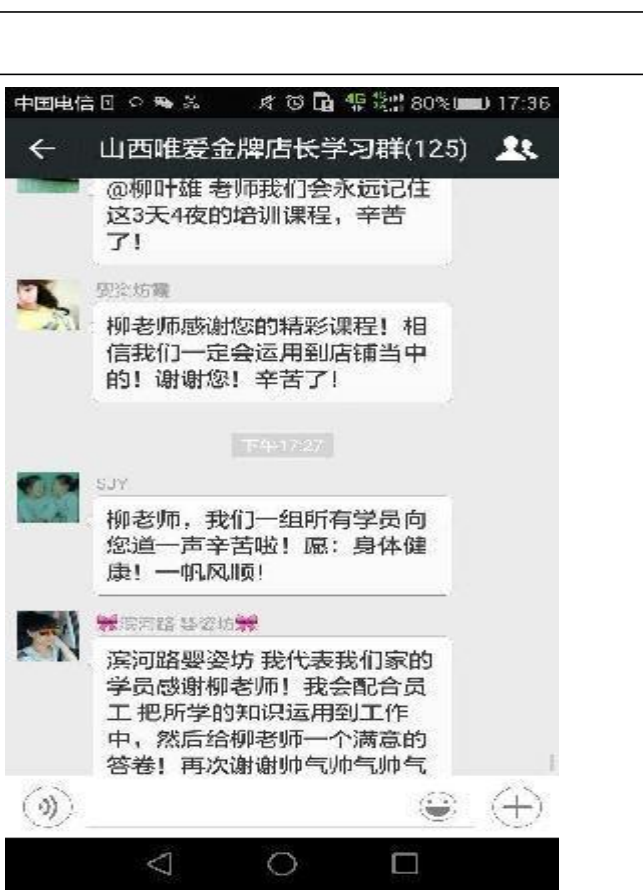 中国电信 80% 17:36
山西唯爱金牌店长学习群(125)
@柳叶雄 老师我们会永远记住
这3天4夜的培训课程，辛苦
了！
婴姿坊霞
柳老师感谢您的精彩课程！相
信我们一定会运用到店铺当中
的！谢谢您！辛苦了！
下午17:27
SJY
柳老师，我们一组所有学员向
您道一声辛苦啦！愿：身体健
康！一帆风顺！
滨河路 婴姿坊
滨河路婴姿坊 我代表我们家的
学员感谢柳老师！我会配合员
工 把所学的知识运用到工作
中，然后给柳老师一个满意的
答卷！再次谢谢帅气帅气帅气